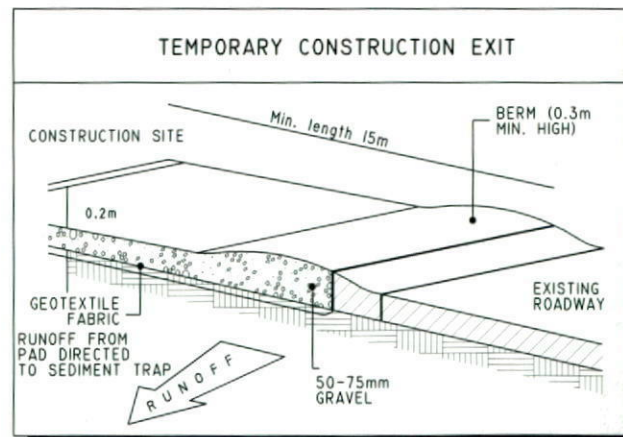 TEMPORARY CONSTRUCTION EXIT
Min. length 15m
BERM (0.3m
MIN. HIGH)
CONSTRUCTION SITE
0.2m
GEOTEXTILE
FABRIC
EXISTING
ROADWAY
RUNOFF FROM
PAD DIRECTED
TO SEDIMENT TRAP
RUNOFF
50-75mm
GRAVEL